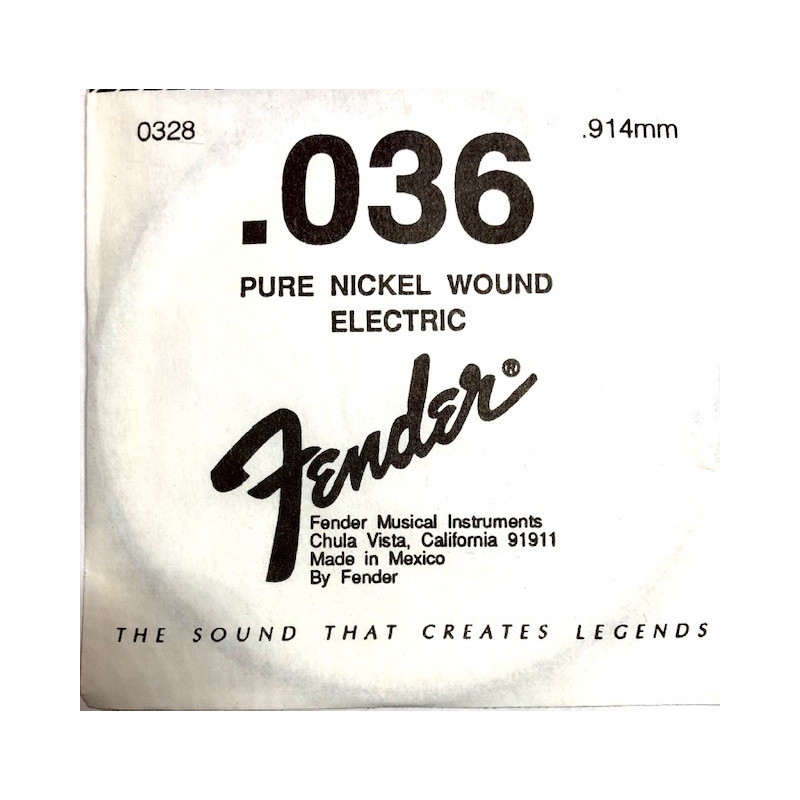 0328 .914mm
.036
PURE NICKEL WOUND
ELECTRIC
Fender®
Fender Musical Instruments
Chula Vista, California 91911
Made in Mexico
By Fender
THE SOUND THAT CREATES LEGENDS